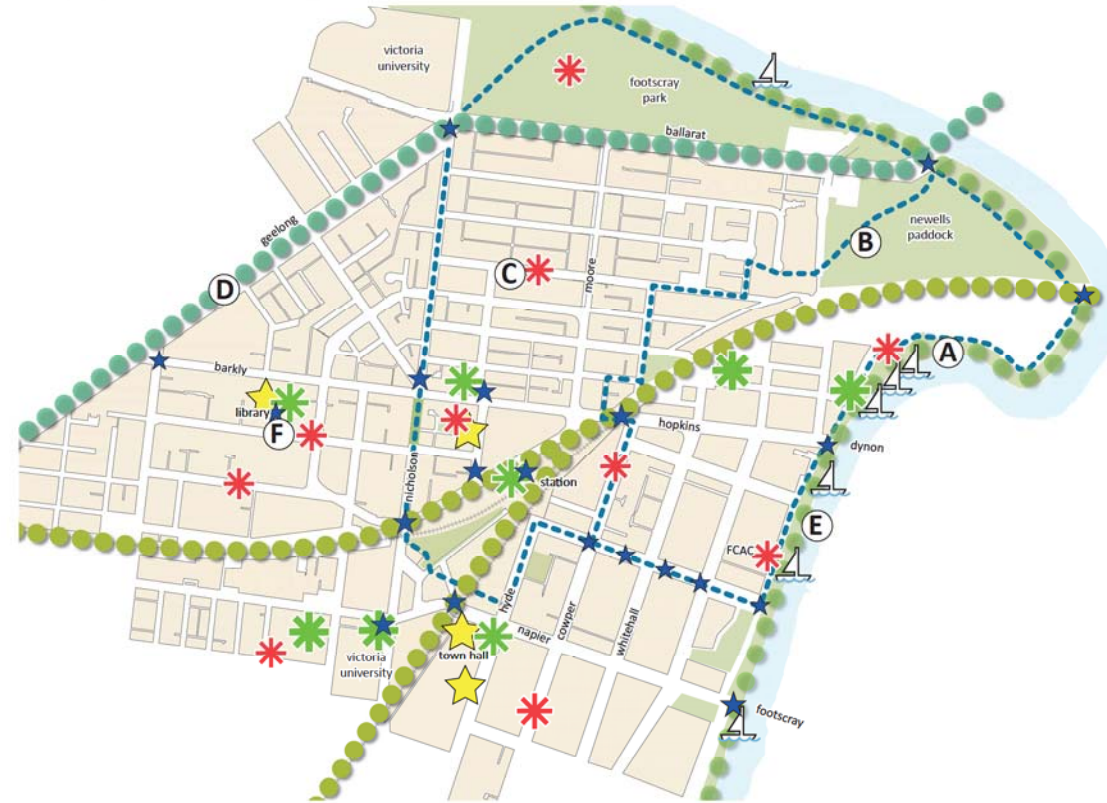 victoria
university
footscray
park
ballarat
geelong
newells
paddock
B
C
moore
D
A
barkly
library
F
hopkins
dynon
nicholson
station
E
FCAC
hyde
cowper
whitehall
napier
town hall
victoria
university
footscray